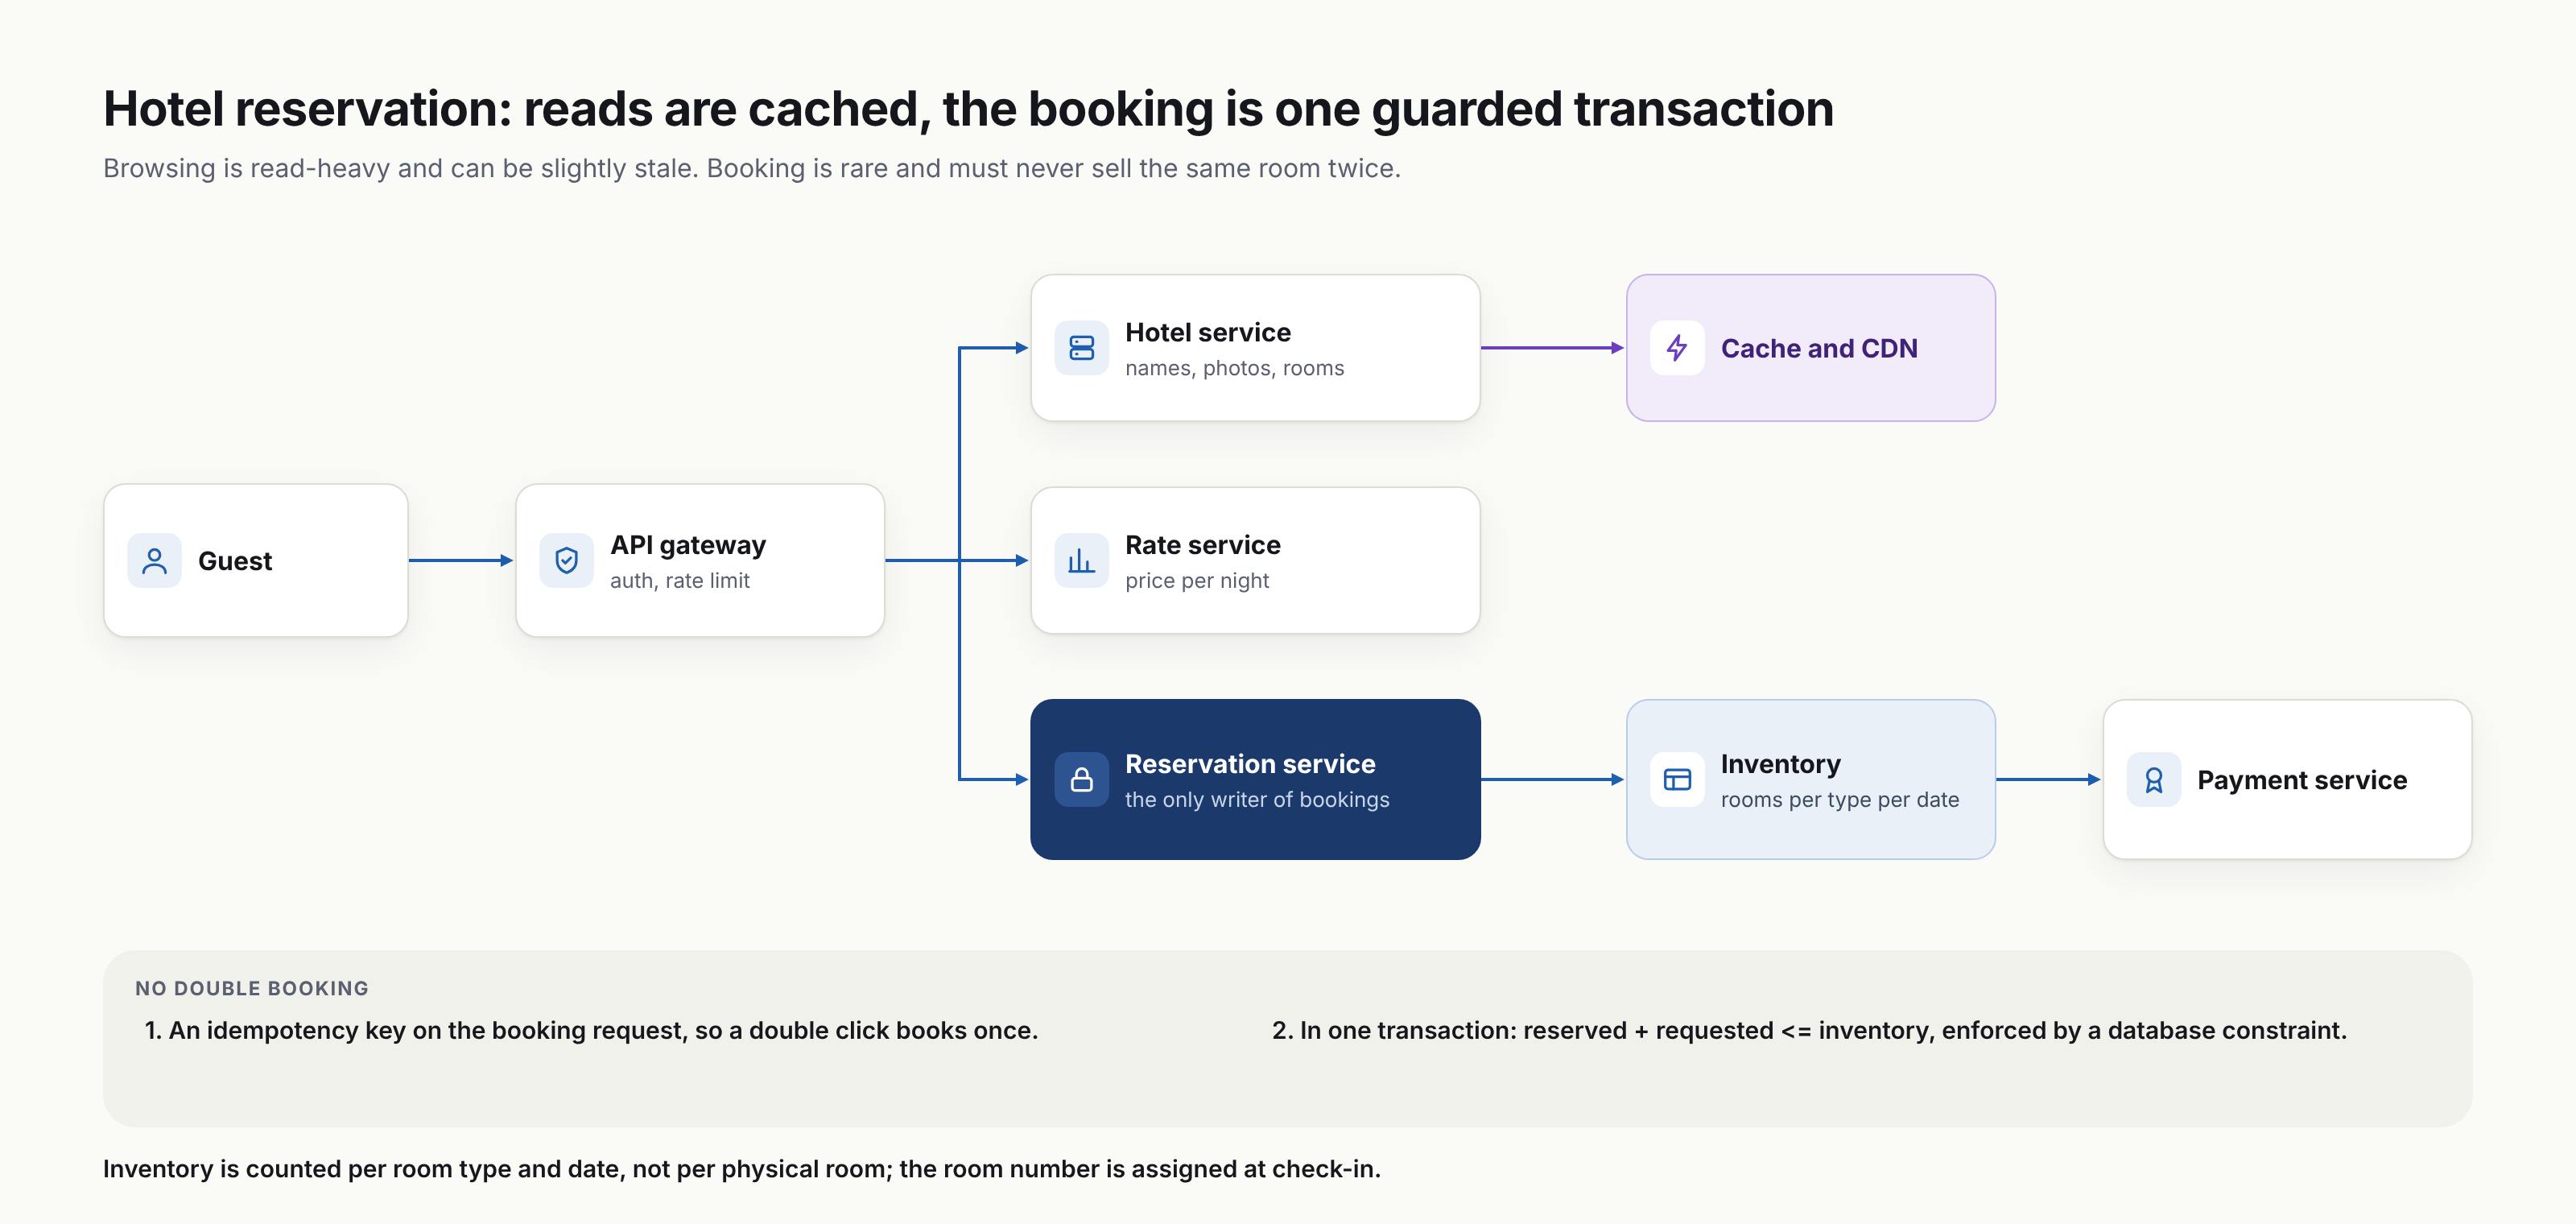 Hotel reservation: reads are cached, the booking is one guarded transaction
Browsing is read-heavy and can be slightly stale. Booking is rare and must never sell the same room twice.
Hotel service
names, photos, rooms
Cache and CDN
Guest
API gateway
auth, rate limit
Rate service
price per night
Reservation service
the only writer of bookings
Inventory
rooms per type per date
Payment service
NO DOUBLE BOOKING
1. An idempotency key on the booking request, so a double click books once.
2. In one transaction: reserved + requested <= inventory, enforced by a database constraint.
Inventory is counted per room type and date, not per physical room; the room number is assigned at check-in.